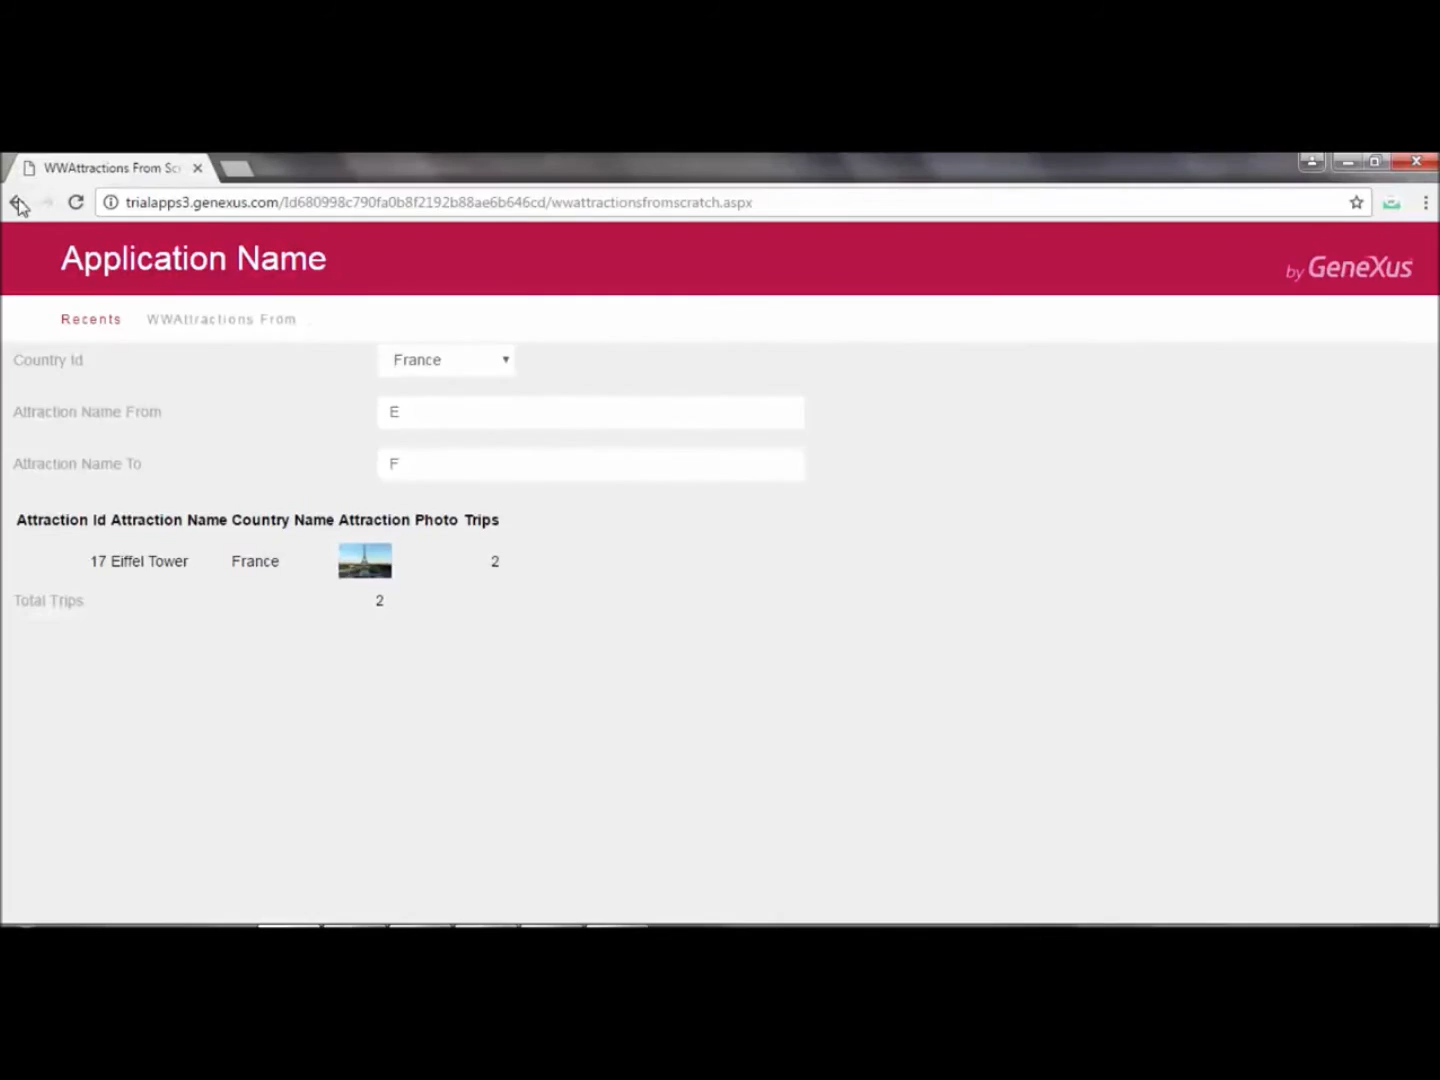 WWAttractions From Sc
trialapps3.genexus.com/Id680998c790fa0b8f2192b88ae6b646cd/wwattractionsfromscratch.aspx
Application Name
by GeneXus
Recents WWAttractions From
Country Id France
Attraction Name From E
Attraction Name To F
Attraction Id Attraction Name Country Name Attraction Photo Trips
17 Eiffel Tower France 2
Total Trips 2